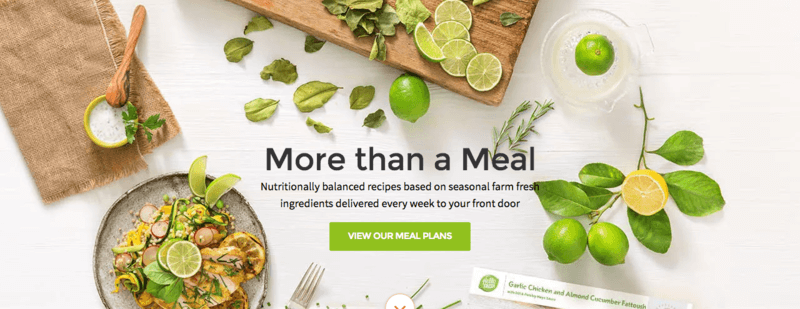 More than a Meal
Nutritionally balanced recipes based on seasonal farm fresh
ingredients delivered every week to your front door
VIEW OUR MEAL PLANS
Garlic Chicken and Almond Cucumber Fattoush